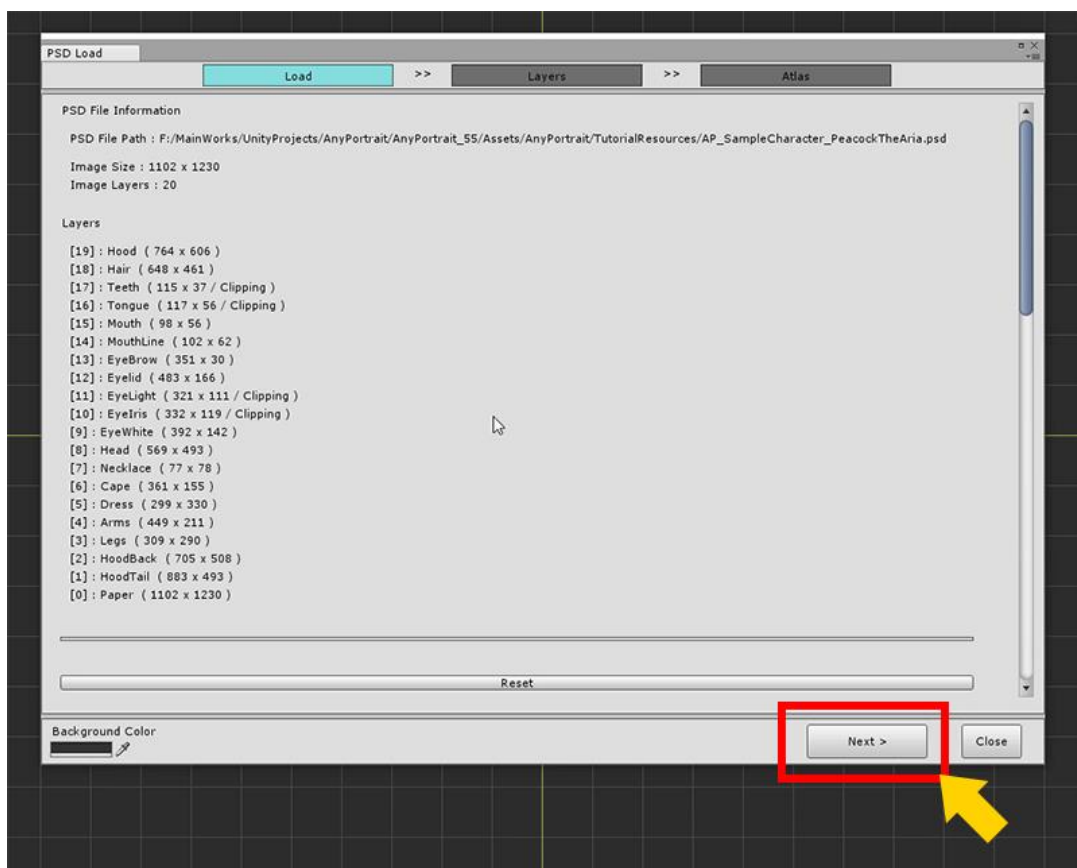 PSD Load
Load >> Layers >> Atlas
PSD File Information
PSD File Path : F:/MainWorks/UnityProjects/AnyPortrait/AnyPortrait_55/Assets/AnyPortrait/TutorialResources/AP_SampleCharacter_PeacockTheAria.psd
Image Size : 1102 x 1230
Image Layers : 20
Layers
[19] : Hood ( 764 x 606 )
[18] : Hair ( 648 x 461 )
[17] : Teeth ( 115 x 37 / Clipping )
[16] : Tongue ( 117 x 56 / Clipping )
[15] : Mouth ( 98 x 56 )
[14] : MouthLine ( 102 x 62 )
[13] : EyeBrow ( 351 x 30 )
[12] : Eyelid ( 483 x 166 )
[11] : EyeLight ( 321 x 111 / Clipping )
[10] : EyeIris ( 332 x 119 / Clipping )
[9] : EyeWhite ( 392 x 142 )
[8] : Head ( 569 x 493 )
[7] : Necklace ( 77 x 78 )
[6] : Cape ( 361 x 155 )
[5] : Dress ( 299 x 330 )
[4] : Arms ( 449 x 211 )
[3] : Legs ( 309 x 290 )
[2] : HoodBack ( 705 x 508 )
[1] : HoodTail ( 883 x 493 )
[0] : Paper ( 1102 x 1230 )
Reset
Background Color
Next > Close